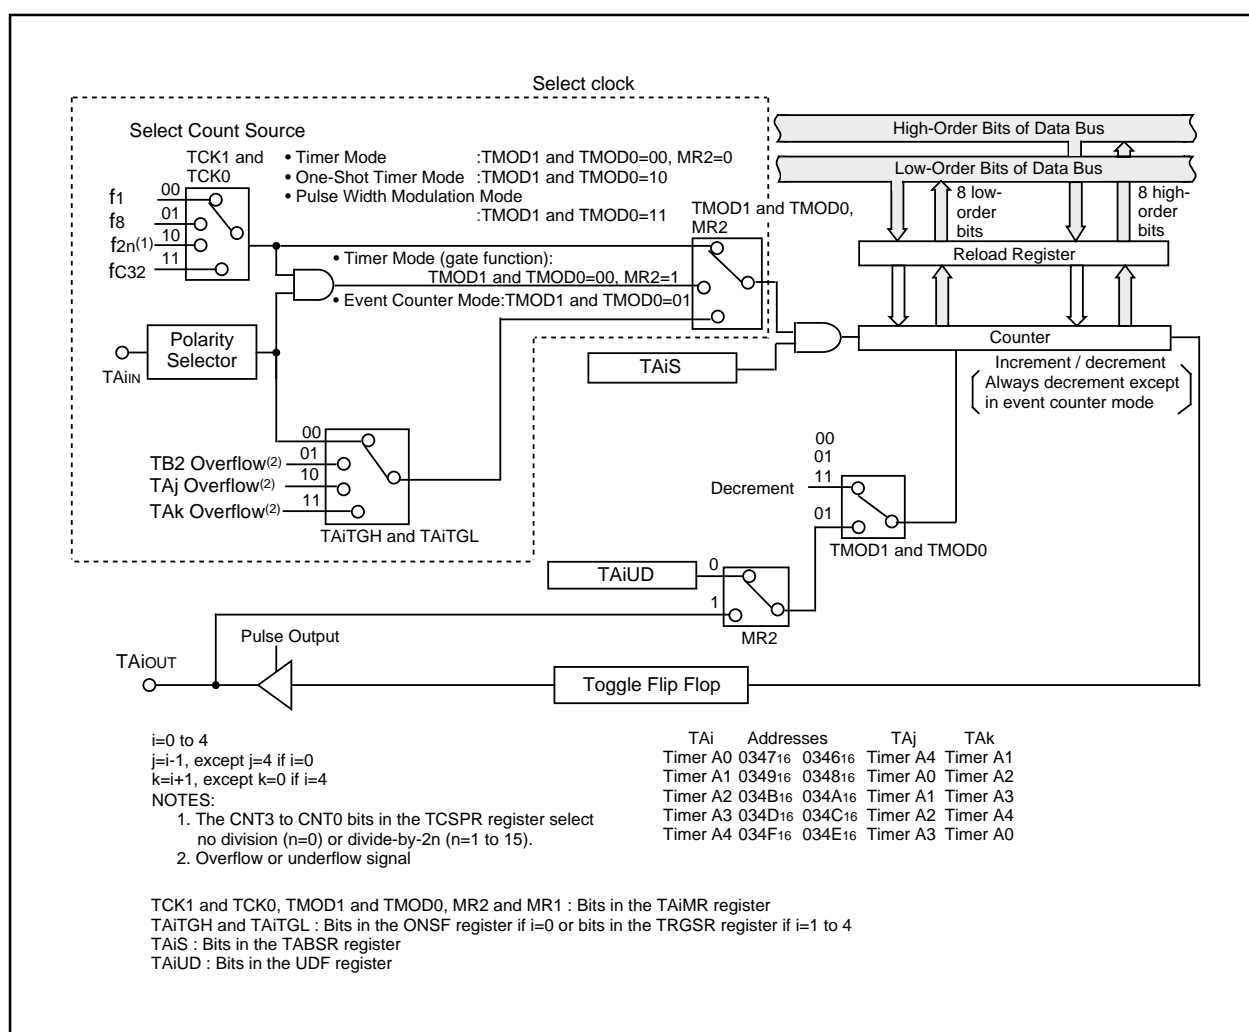 Select clock
Select Count Source
TCK1 and
TCK0
• Timer Mode :TMOD1 and TMOD0=00, MR2=0
• One-Shot Timer Mode :TMOD1 and TMOD0=10
• Pulse Width Modulation Mode
:TMOD1 and TMOD0=11
f1
00
f8
01
f2n(1)
10
fC32
11
• Timer Mode (gate function):
TMOD1 and TMOD0=00, MR2=1
• Event Counter Mode:TMOD1 and TMOD0=01
TMOD1 and TMOD0,
MR2
High-Order Bits of Data Bus
Low-Order Bits of Data Bus
8 low-
order
bits
8 high-
order
bits
Reload Register
Counter
Increment / decrement
Always decrement except
in event counter mode
Polarity
Selector
TAiIN
TAiS
00
TB2 Overflow(2)
01
TAj Overflow(2)
10
TAk Overflow(2)
11
TAiTGH and TAiTGL
00
01
11
Decrement
01
TMOD1 and TMOD0
TAiUD
0
1
MR2
Pulse Output
TAiOUT
Toggle Flip Flop
i=0 to 4
j=i-1, except j=4 if i=0
k=i+1, except k=0 if i=4
NOTES:
1. The CNT3 to CNT0 bits in the TCSPR register select
no division (n=0) or divide-by-2n (n=1 to 15).
2. Overflow or underflow signal
TAi Addresses TAj TAk
Timer A0 034716 034616 Timer A4 Timer A1
Timer A1 034916 034816 Timer A0 Timer A2
Timer A2 034B16 034A16 Timer A1 Timer A3
Timer A3 034D16 034C16 Timer A2 Timer A4
Timer A4 034F16 034E16 Timer A3 Timer A0
TCK1 and TCK0, TMOD1 and TMOD0, MR2 and MR1 : Bits in the TAiMR register
TAiTGH and TAiTGL : Bits in the ONSF register if i=0 or bits in the TRGSR register if i=1 to 4
TAiS : Bits in the TABSR register
TAiUD : Bits in the UDF register